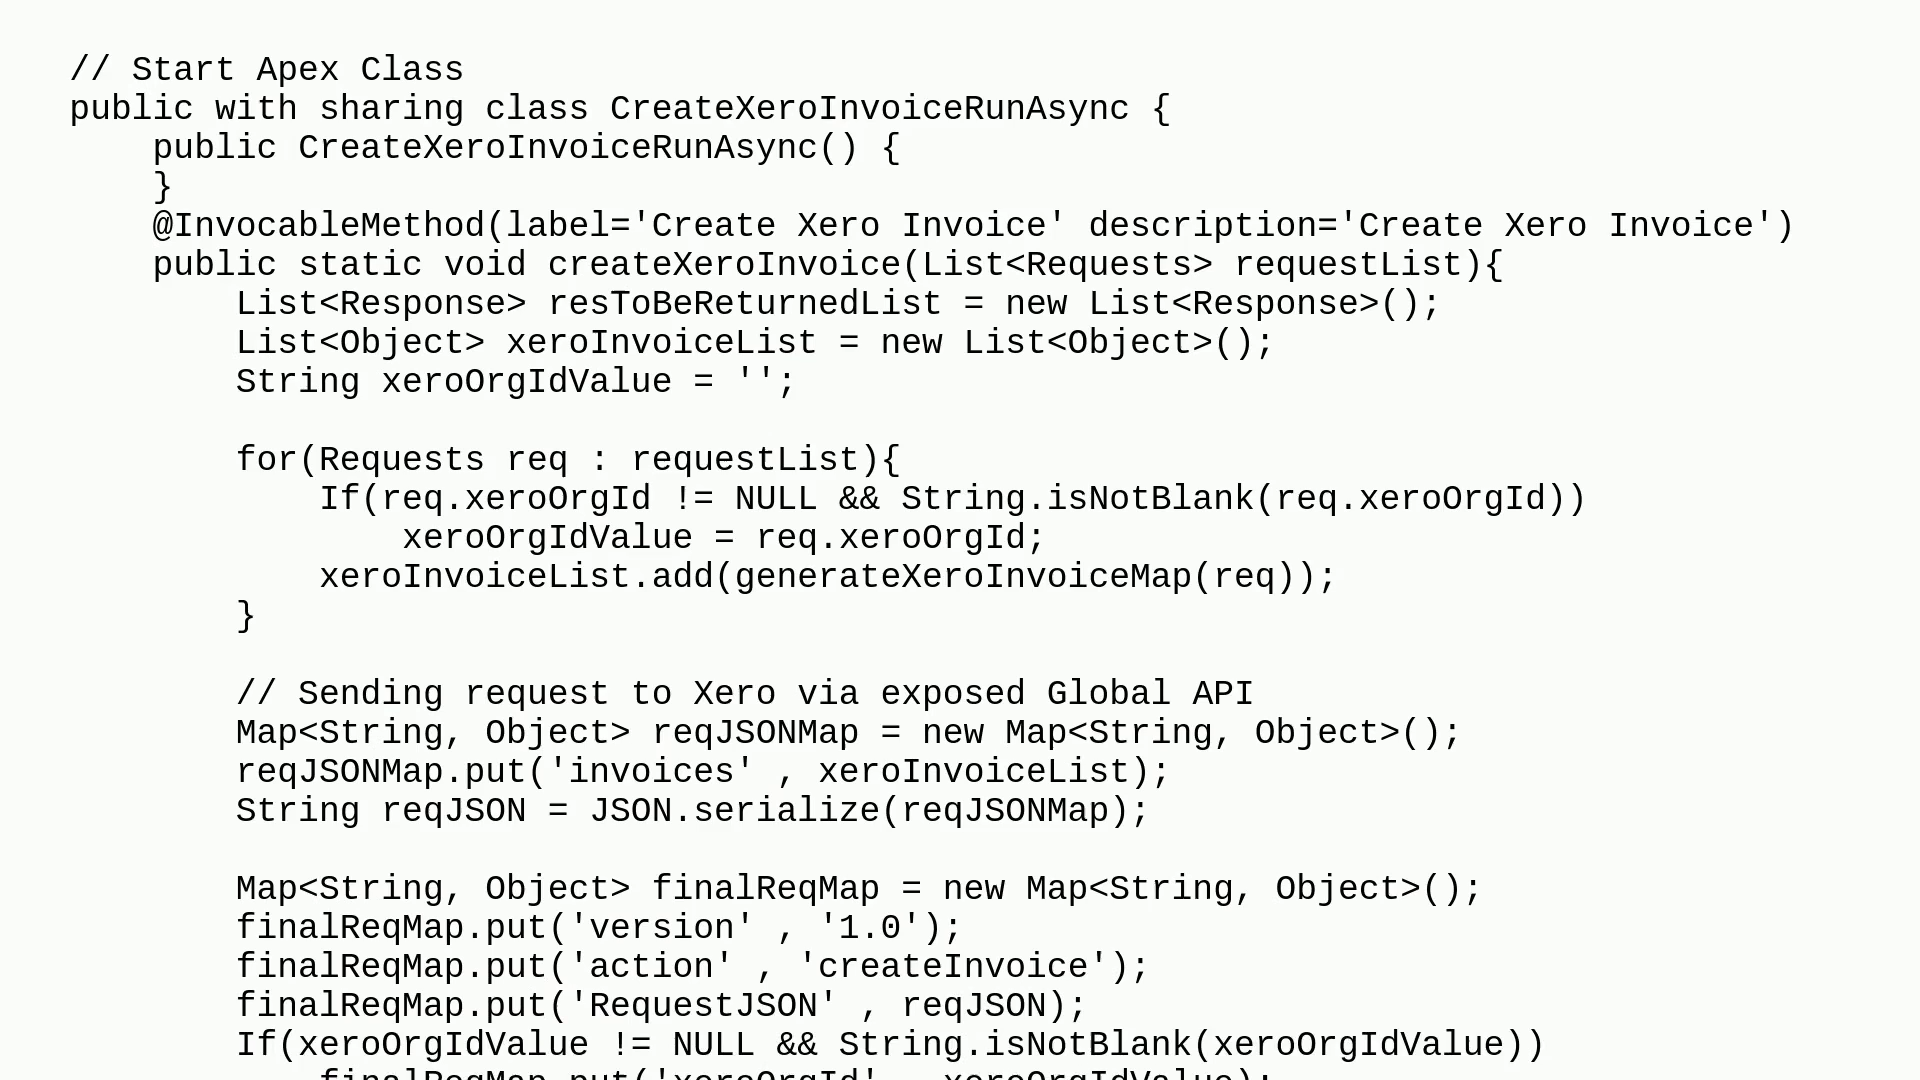 // Start Apex Class
public with sharing class CreateXeroInvoiceRunAsync {
    public CreateXeroInvoiceRunAsync() {
    }
    @InvocableMethod(label='Create Xero Invoice' description='Create Xero Invoice')
    public static void createXeroInvoice(List<Requests> requestList){
        List<Response> resToBeReturnedList = new List<Response>();
        List<Object> xeroInvoiceList = new List<Object>();
        String xeroOrgIdValue = '';

        for(Requests req : requestList){
            If(req.xeroOrgId != NULL && String.isNotBlank(req.xeroOrgId))
                xeroOrgIdValue = req.xeroOrgId;
            xeroInvoiceList.add(generateXeroInvoiceMap(req));
        }

        // Sending request to Xero via exposed Global API
        Map<String, Object> reqJSONMap = new Map<String, Object>();
        reqJSONMap.put('invoices' , xeroInvoiceList);
        String reqJSON = JSON.serialize(reqJSONMap);

        Map<String, Object> finalReqMap = new Map<String, Object>();
        finalReqMap.put('version' , '1.0');
        finalReqMap.put('action' , 'createInvoice');
        finalReqMap.put('RequestJSON' , reqJSON);
        If(xeroOrgIdValue != NULL && String.isNotBlank(xeroOrgIdValue))
            finalReqMap.put('xeroOrgId' , xeroOrgIdValue);